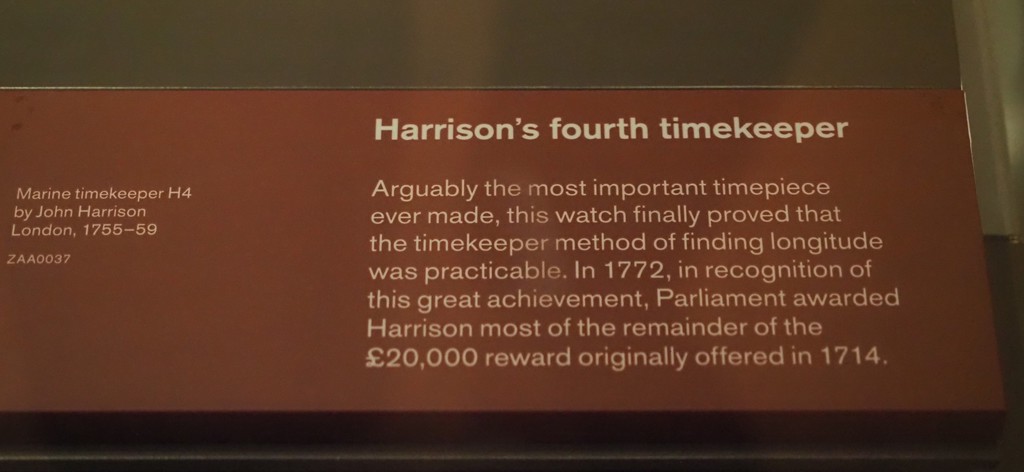 Harrison's fourth timekeeper
Marine timekeeper H4
by John Harrison
London, 1755–59
ZAA0037
Arguably the most important timepiece
ever made, this watch finally proved that
the timekeeper method of finding longitude
was practicable. In 1772, in recognition of
this great achievement, Parliament awarded
Harrison most of the remainder of the
£20,000 reward originally offered in 1714.